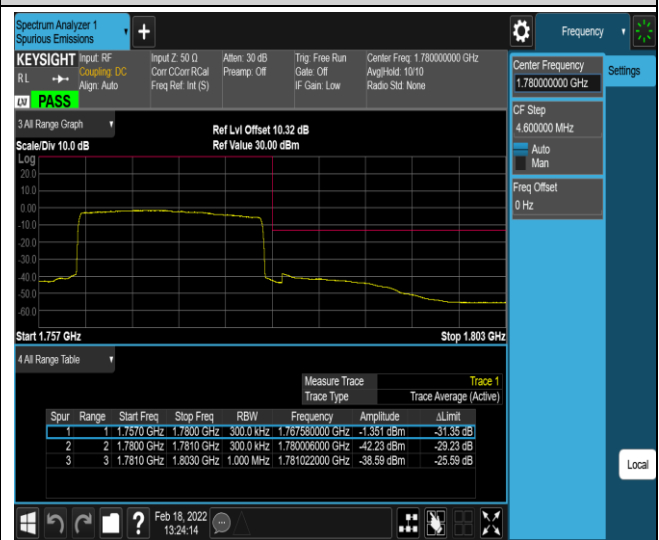 Spectrum Analyzer 1
Spurious Emissions
Frequency
KEYSIGHT
RL
Input: RF
Coupling: DC
Align: Auto
Input Z: 50 Ω
Corr CCorr RCal
Freq Ref: Int (S)
Atten: 30 dB
Preamp: Off
Trig: Free Run
Gate: Off
IF Gain: Low
Center Freq: 1.780000000 GHz
Avg|Hold: 10/10
Radio Std: None
LXI PASS
Center Frequency
1.780000000 GHz
Settings
CF Step
4.600000 MHz
Auto
Man
Freq Offset
0 Hz
3 All Range Graph
Scale/Div 10.0 dB
Ref Lvl Offset 10.32 dB
Ref Value 30.00 dBm
Log
20.0
10.0
0.00
-10.0
-20.0
-30.0
-40.0
-50.0
-60.0
Start 1.757 GHz
Stop 1.803 GHz
4 All Range Table
Measure Trace Trace 1
Trace Type Trace Average (Active)
Spur Range Start Freq Stop Freq RBW Frequency Amplitude ΔLimit
1 1 1.7570 GHz 1.7800 GHz 300.0 kHz 1.767580000 GHz -1.351 dBm -31.35 dB
2 2 1.7800 GHz 1.7810 GHz 300.0 kHz 1.780006000 GHz -42.23 dBm -29.23 dB
3 3 1.7810 GHz 1.8030 GHz 1.000 MHz 1.781022000 GHz -38.59 dBm -25.59 dB
Local
Feb 18, 2022
13:24:14